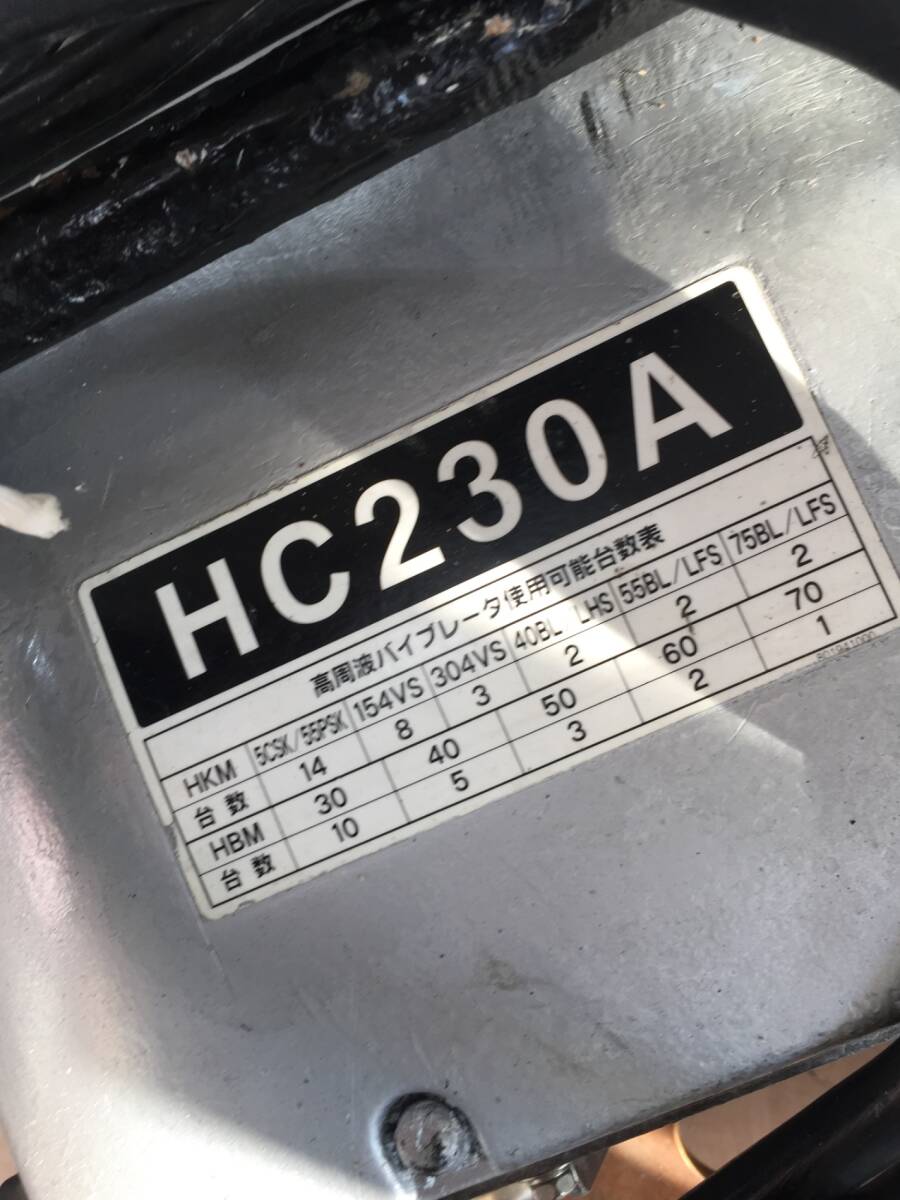 HC230A
高周波バイブレータ使用可能台数表
HKM 5CSK/55PSK 154VS 304VS 40BL LHS 55BL/LFS 75BL/LFS
台数 14 8 3 2 2 2
HBM 30 40 50 60 70
台数 10 5 3 2 1